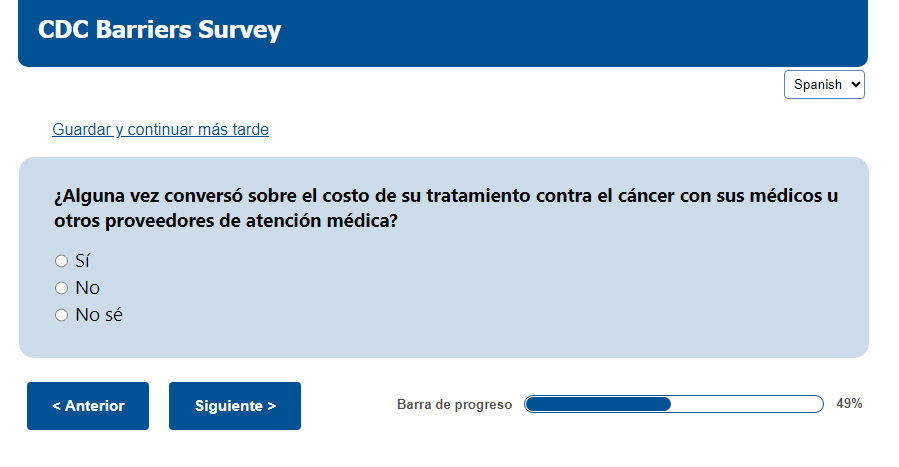 CDC Barriers Survey
Spanish
Guardar y continuar más tarde
¿Alguna vez conversó sobre el costo de su tratamiento contra el cáncer con sus médicos u
otros proveedores de atención médica?
Sí
No
No sé
< Anterior
Siguiente >
Barra de progreso
49%